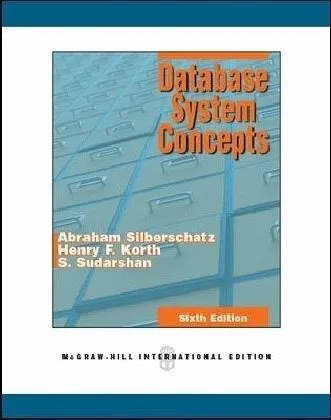 Database
System
Concepts
Abraham Silberschatz
Henry F. Korth
S. Sudarshan
Sixth Edition
McGRAW-HILL INTERNATIONAL EDITION